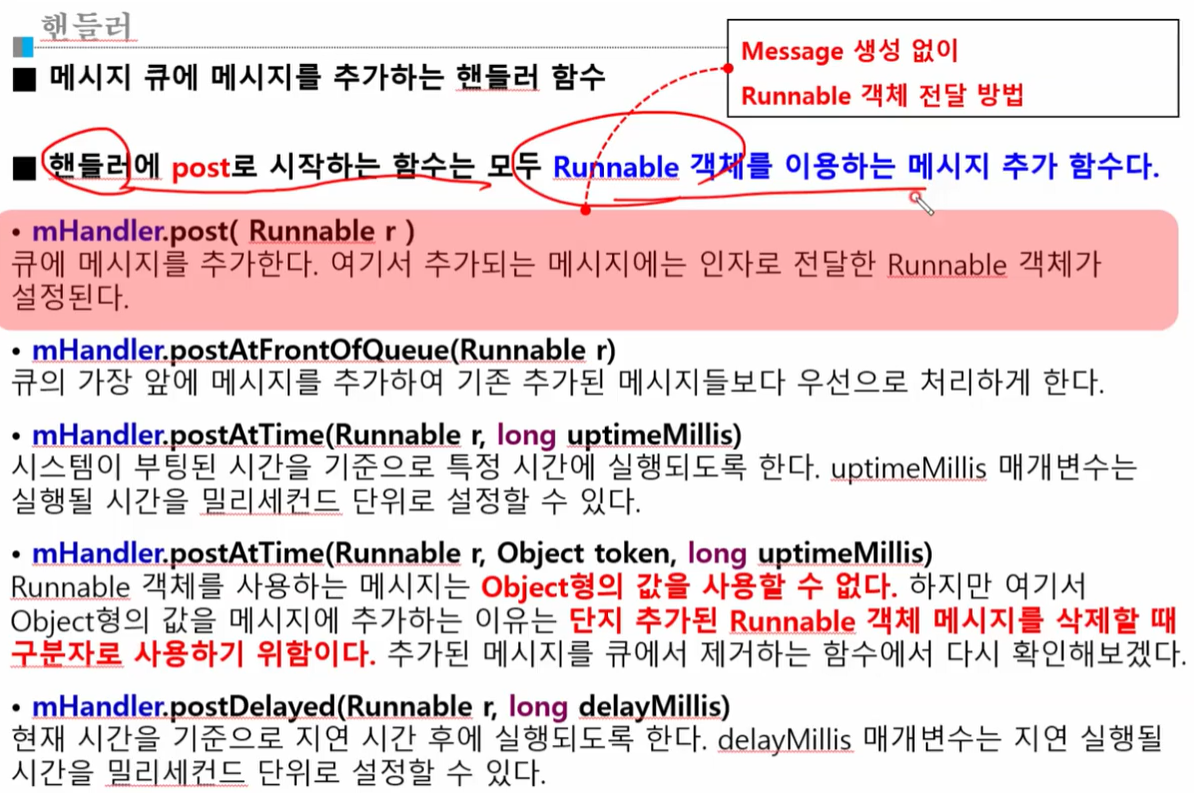 핸들러
Message 생성 없이
Runnable 객체 전달 방법
■ 메시지 큐에 메시지를 추가하는 핸들러 함수
■ 핸들러에 post로 시작하는 함수는 모두 Runnable 객체를 이용하는 메시지 추가 함수다.
• mHandler.post( Runnable r )
큐에 메시지를 추가한다. 여기서 추가되는 메시지에는 인자로 전달한 Runnable 객체가
설정된다.
• mHandler.postAtFrontOfQueue(Runnable r)
큐의 가장 앞에 메시지를 추가하여 기존 추가된 메시지들보다 우선으로 처리하게 한다.
• mHandler.postAtTime(Runnable r, long uptimeMillis)
시스템이 부팅된 시간을 기준으로 특정 시간에 실행되도록 한다. uptimeMillis 매개변수는
실행될 시간을 밀리세컨드 단위로 설정할 수 있다.
• mHandler.postAtTime(Runnable r, Object token, long uptimeMillis)
Runnable 객체를 사용하는 메시지는 Object형의 값을 사용할 수 없다. 하지만 여기서
Object형의 값을 메시지에 추가하는 이유는 단지 추가된 Runnable 객체 메시지를 삭제할 때
구분자로 사용하기 위함이다. 추가된 메시지를 큐에서 제거하는 함수에서 다시 확인해보겠다.
• mHandler.postDelayed(Runnable r, long delayMillis)
현재 시간을 기준으로 지연 시간 후에 실행되도록 한다. delayMillis 매개변수는 지연 실행될
시간을 밀리세컨드 단위로 설정할 수 있다.